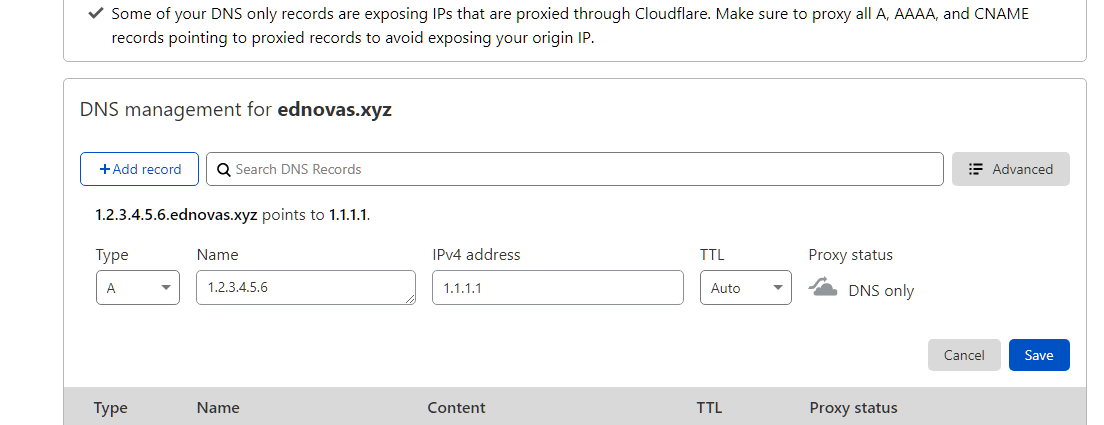 Some of your DNS only records are exposing IPs that are proxied through Cloudflare. Make sure to proxy all A, AAAA, and CNAME
records pointing to proxied records to avoid exposing your origin IP.
DNS management for ednovas.xyz
+Add record
Search DNS Records
Advanced
1.2.3.4.5.6.ednovas.xyz points to 1.1.1.1.
Type Name IPv4 address TTL Proxy status
A 1.2.3.4.5.6 1.1.1.1 Auto DNS only
Cancel Save
Type Name Content TTL Proxy status